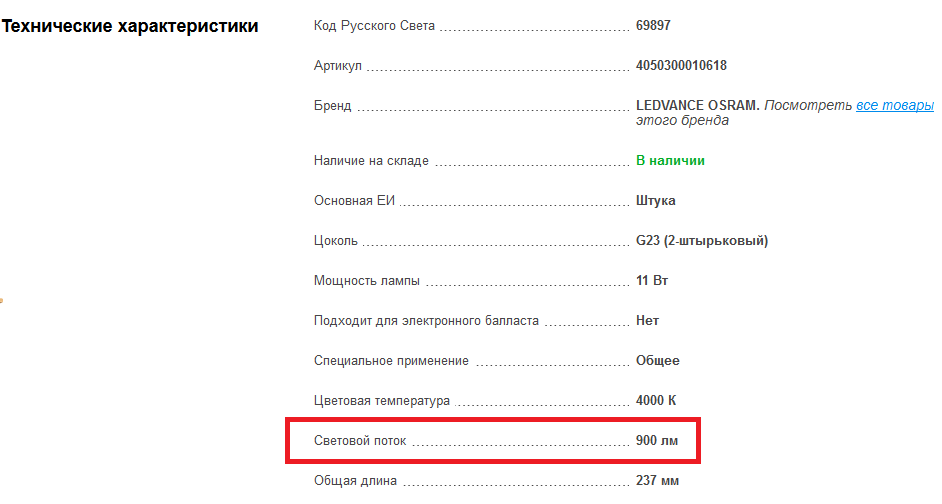 Технические характеристики
Код Русского Света 69897
Артикул 4050300010618
Бренд LEDVANCE OSRAM. Посмотреть все товары
этого бренда
Наличие на складе В наличии
Основная ЕИ Штука
Цоколь G23 (2-штырьковый)
Мощность лампы 11 Вт
Подходит для электронного балласта Нет
Специальное применение Общее
Цветовая температура 4000 К
Световой поток 900 лм
Общая длина 237 мм